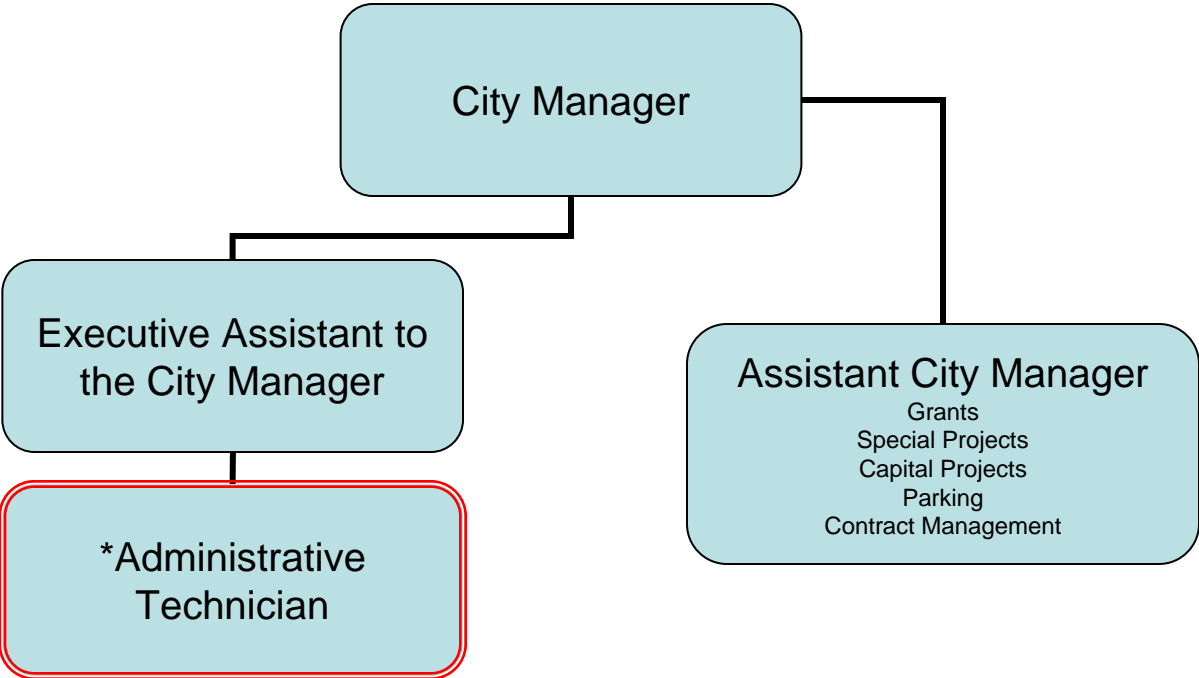 City Manager
Executive Assistant to
the City Manager
*Administrative
Technician
Assistant City Manager
Grants
Special Projects
Capital Projects
Parking
Contract Management